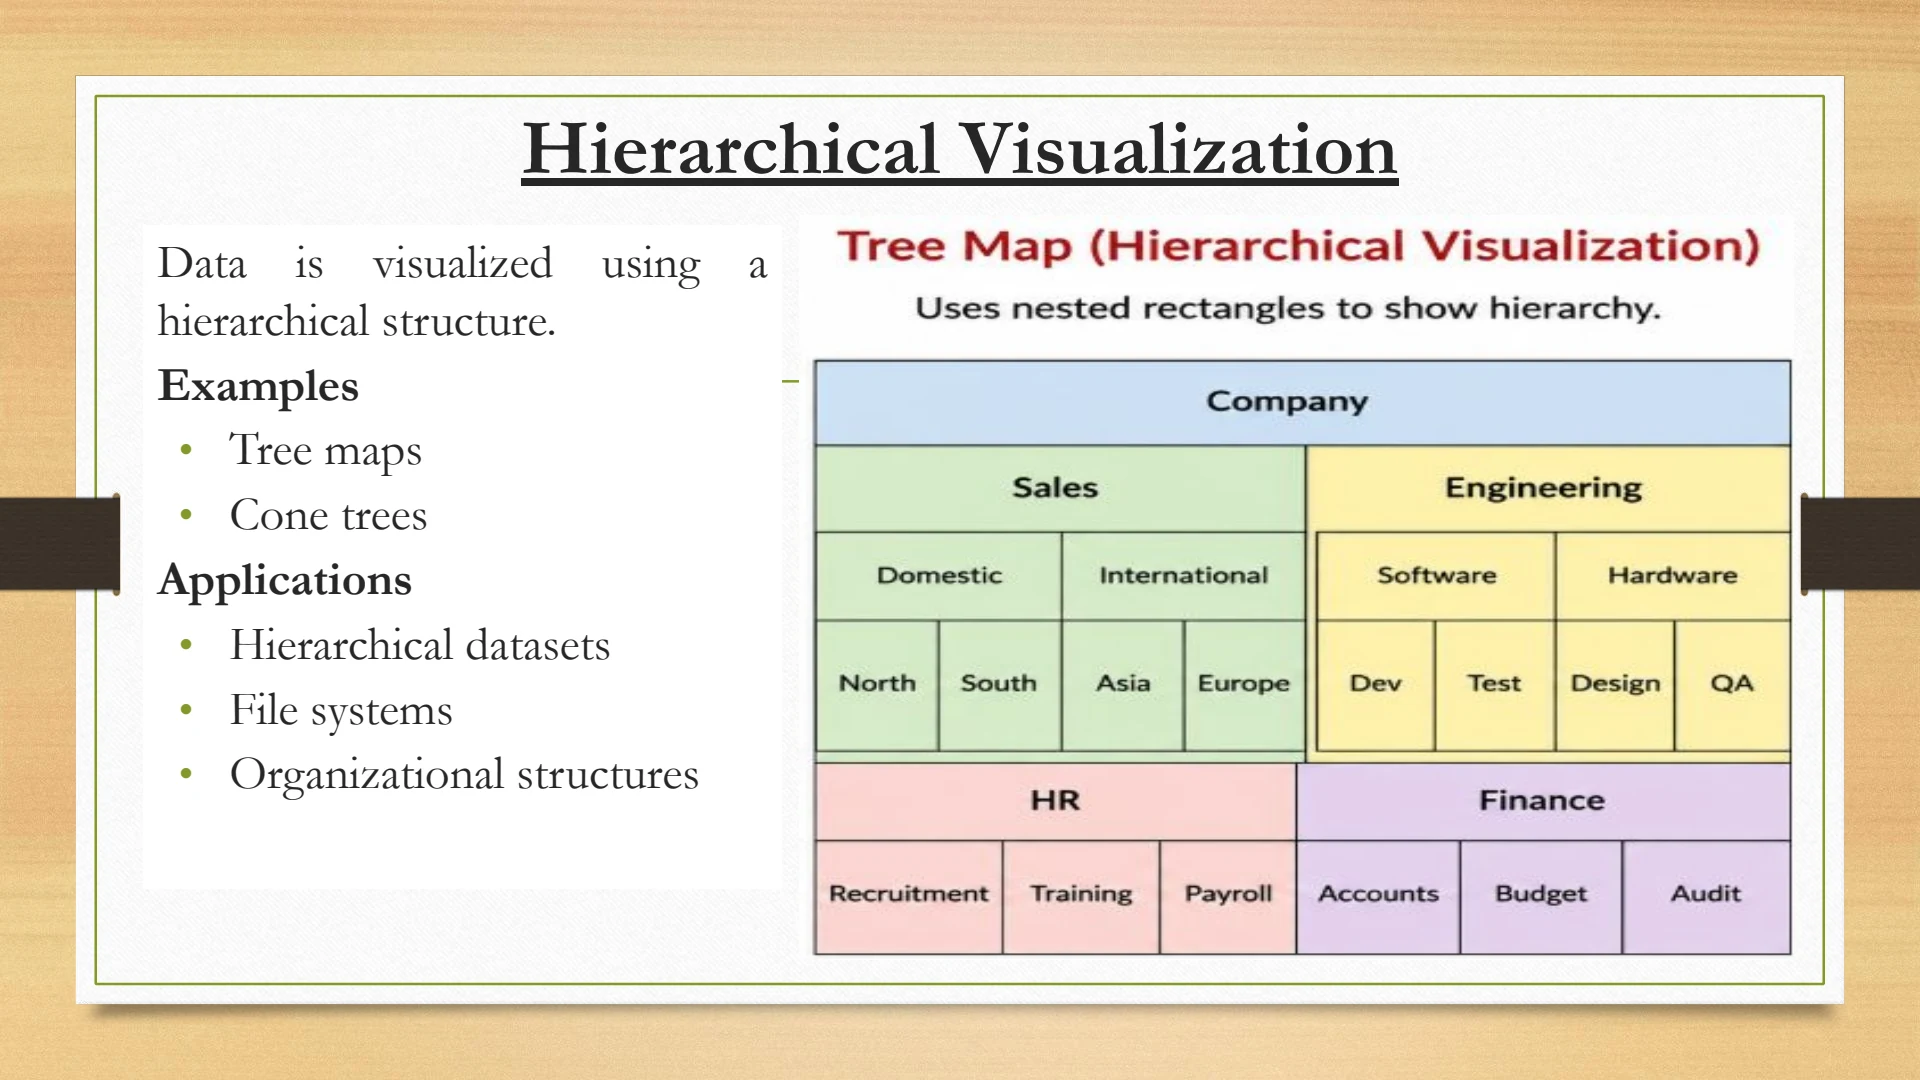 Hierarchical Visualization
Data is visualized using a
hierarchical structure.
Examples
• Tree maps
• Cone trees
Applications
• Hierarchical datasets
• File systems
• Organizational structures
Tree Map (Hierarchical Visualization)
Uses nested rectangles to show hierarchy.
Company
Sales Engineering
Domestic International Software Hardware
North South Asia Europe Dev Test Design QA
HR Finance
Recruitment Training Payroll Accounts Budget Audit